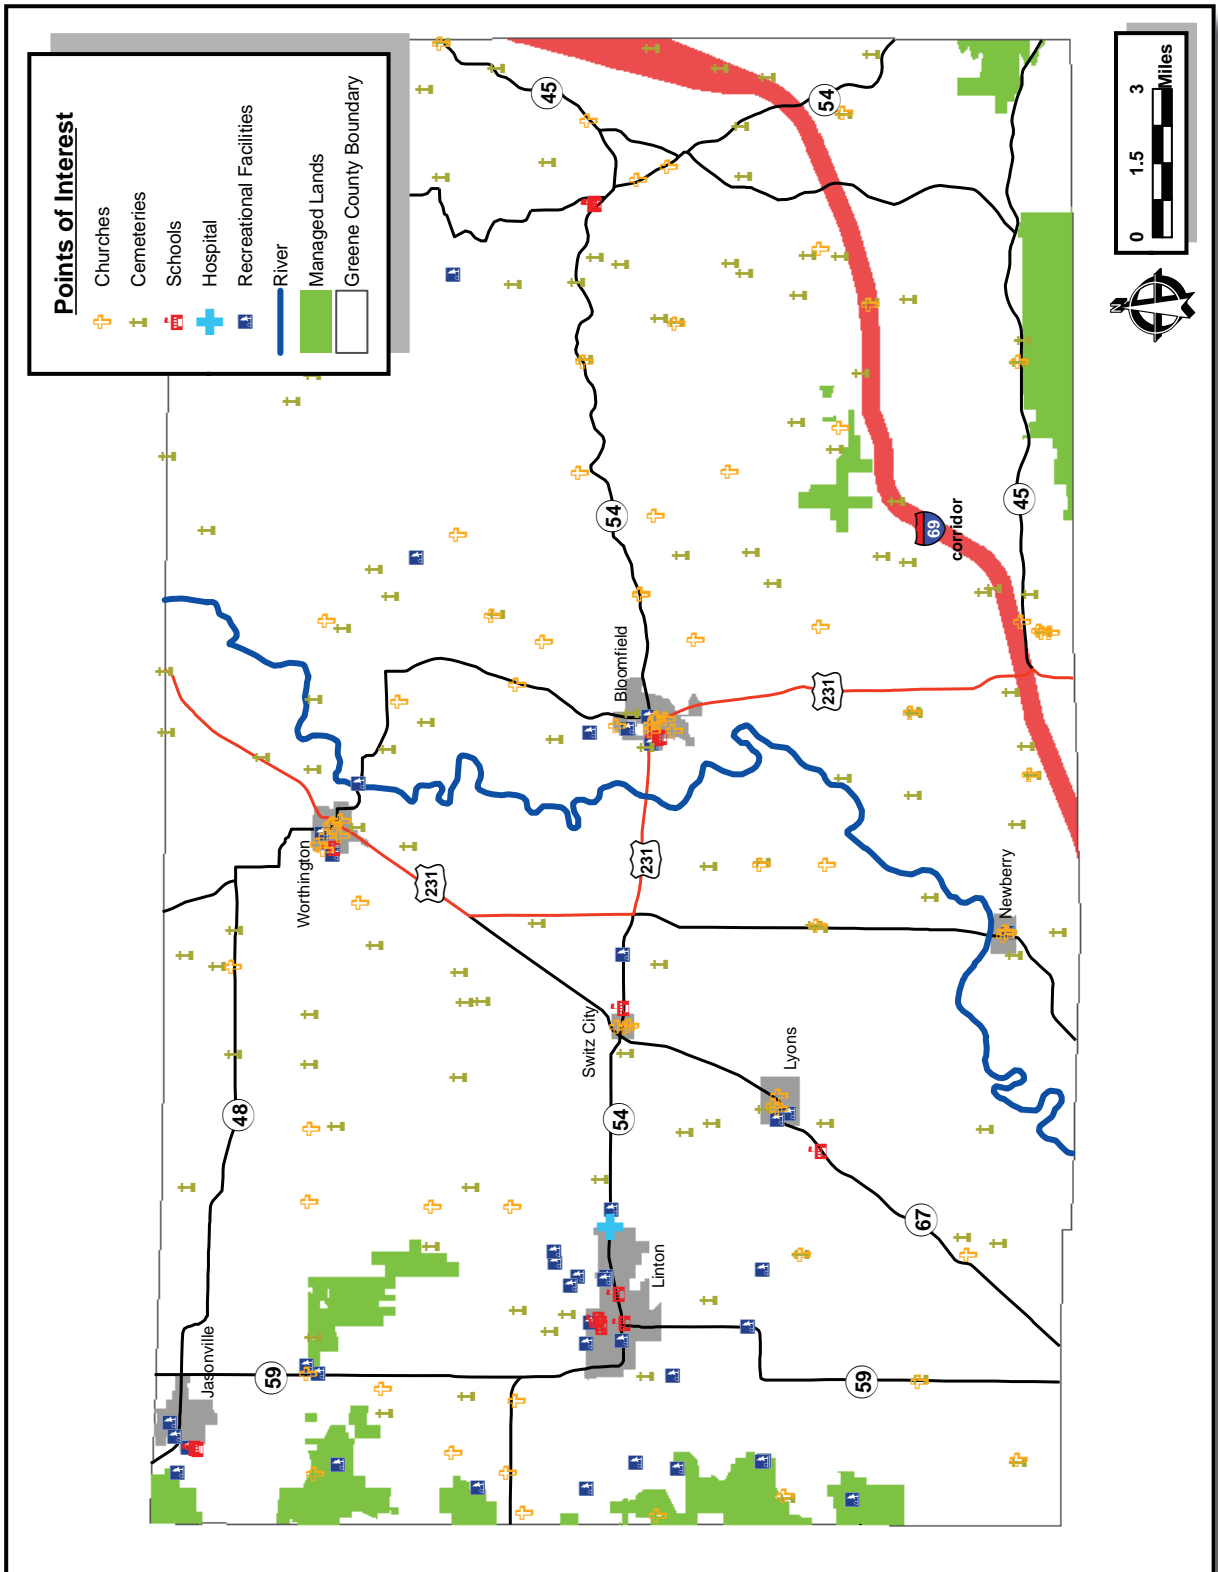 Points of Interest
Churches
Cemeteries
Schools
Hospital
Recreational Facilities
River
Managed Lands
Greene County Boundary
Miles
0 1.5 3
N
45
54
54
45
69
corridor
Bloomfield
231
231
231
Worthington
48
Newberry
Switz City
Lyons
54
67
Linton
Jasonville
59
59